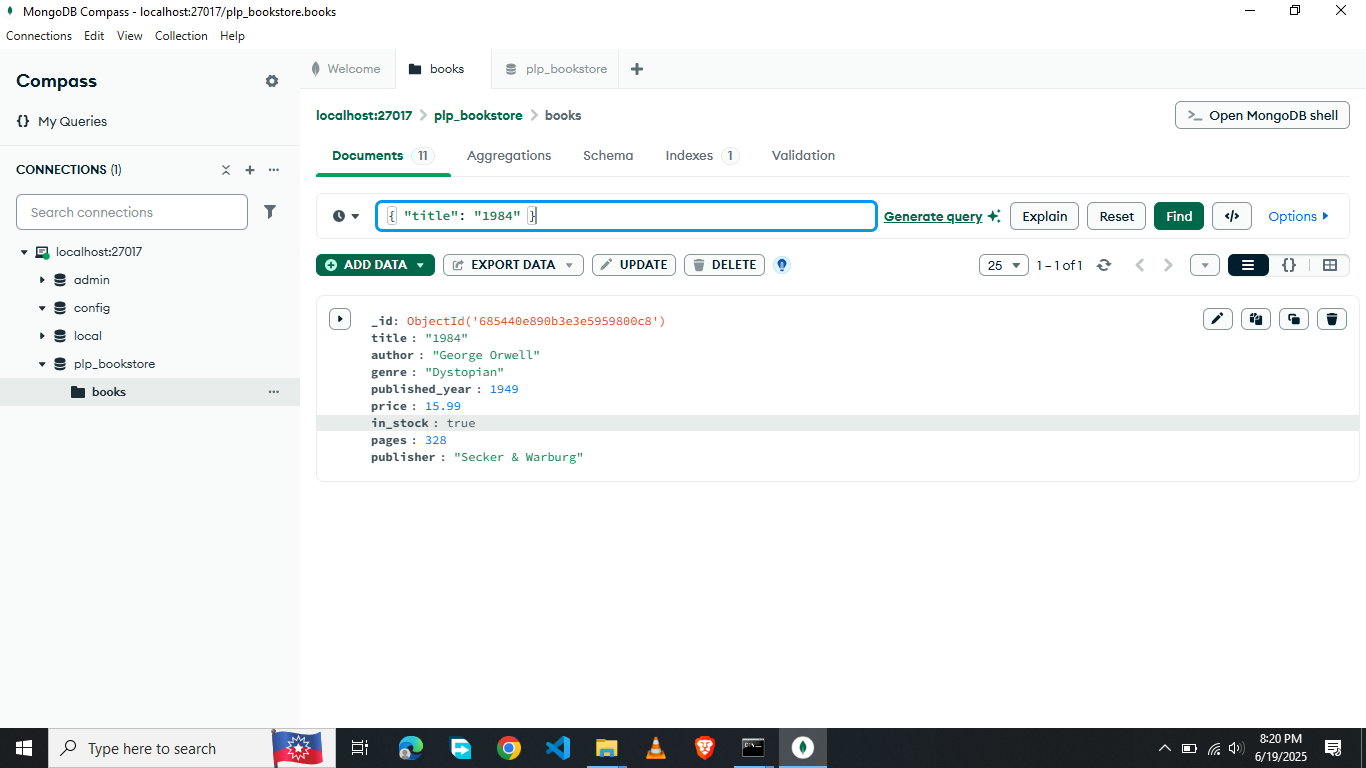 MongoDB Compass - localhost:27017/plp_bookstore.books
Connections Edit View Collection Help
Compass
{} My Queries
CONNECTIONS (1)
Search connections
localhost:27017
admin
config
local
plp_bookstore
books
Welcome
books
plp_bookstore
localhost:27017 > plp_bookstore > books
>_ Open MongoDB shell
Documents 11 Aggregations Schema Indexes 1 Validation
{ "title": "1984" }
Generate query Explain Reset Find </> Options
ADD DATA EXPORT DATA UPDATE DELETE
25 1 – 1 of 1 {}
_id: ObjectId('685440e890b3e3e5959800c8')
title : "1984"
author : "George Orwell"
genre : "Dystopian"
published_year : 1949
price : 15.99
in_stock : true
pages : 328
publisher : "Secker & Warburg"
Type here to search
8:20 PM
6/19/2025